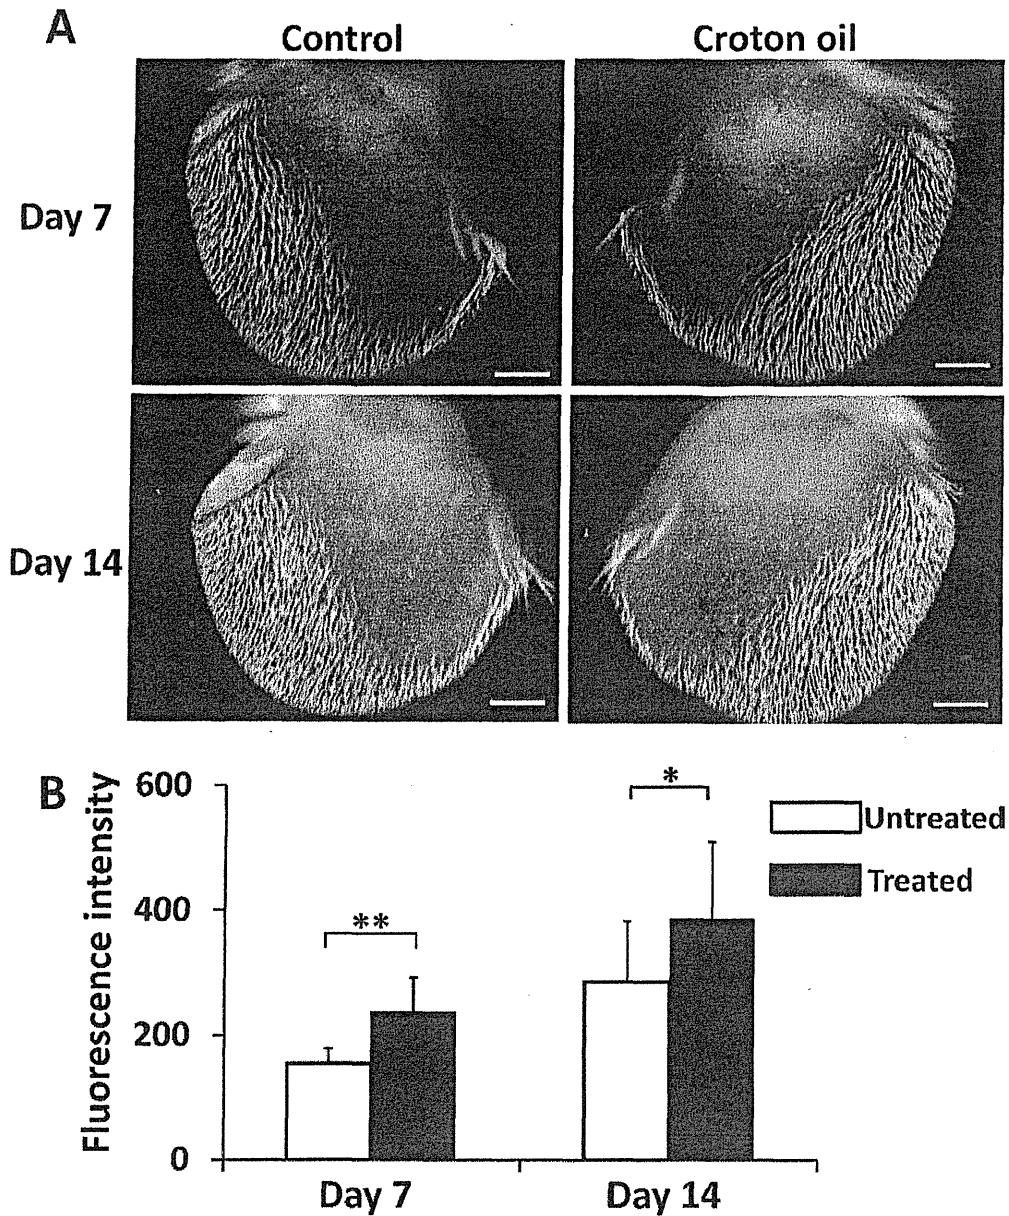 A
Control
Croton oil
Day 7
Day 14
B
Fluorescence intensity
600
400
200
0
**
*
Untreated
Treated
Day 7
Day 14